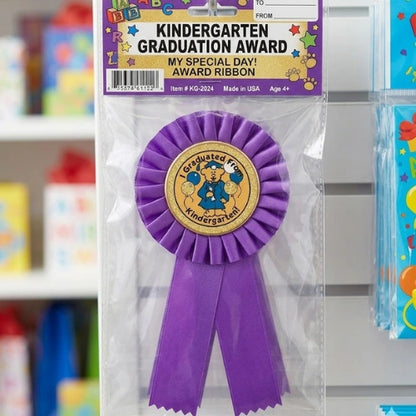 TO
FROM
KINDERGARTEN
GRADUATION AWARD
MY SPECIAL DAY!
AWARD RIBBON
Item # KG-2024 Made in USA Age 4+
I Graduated From
Kindergarten!